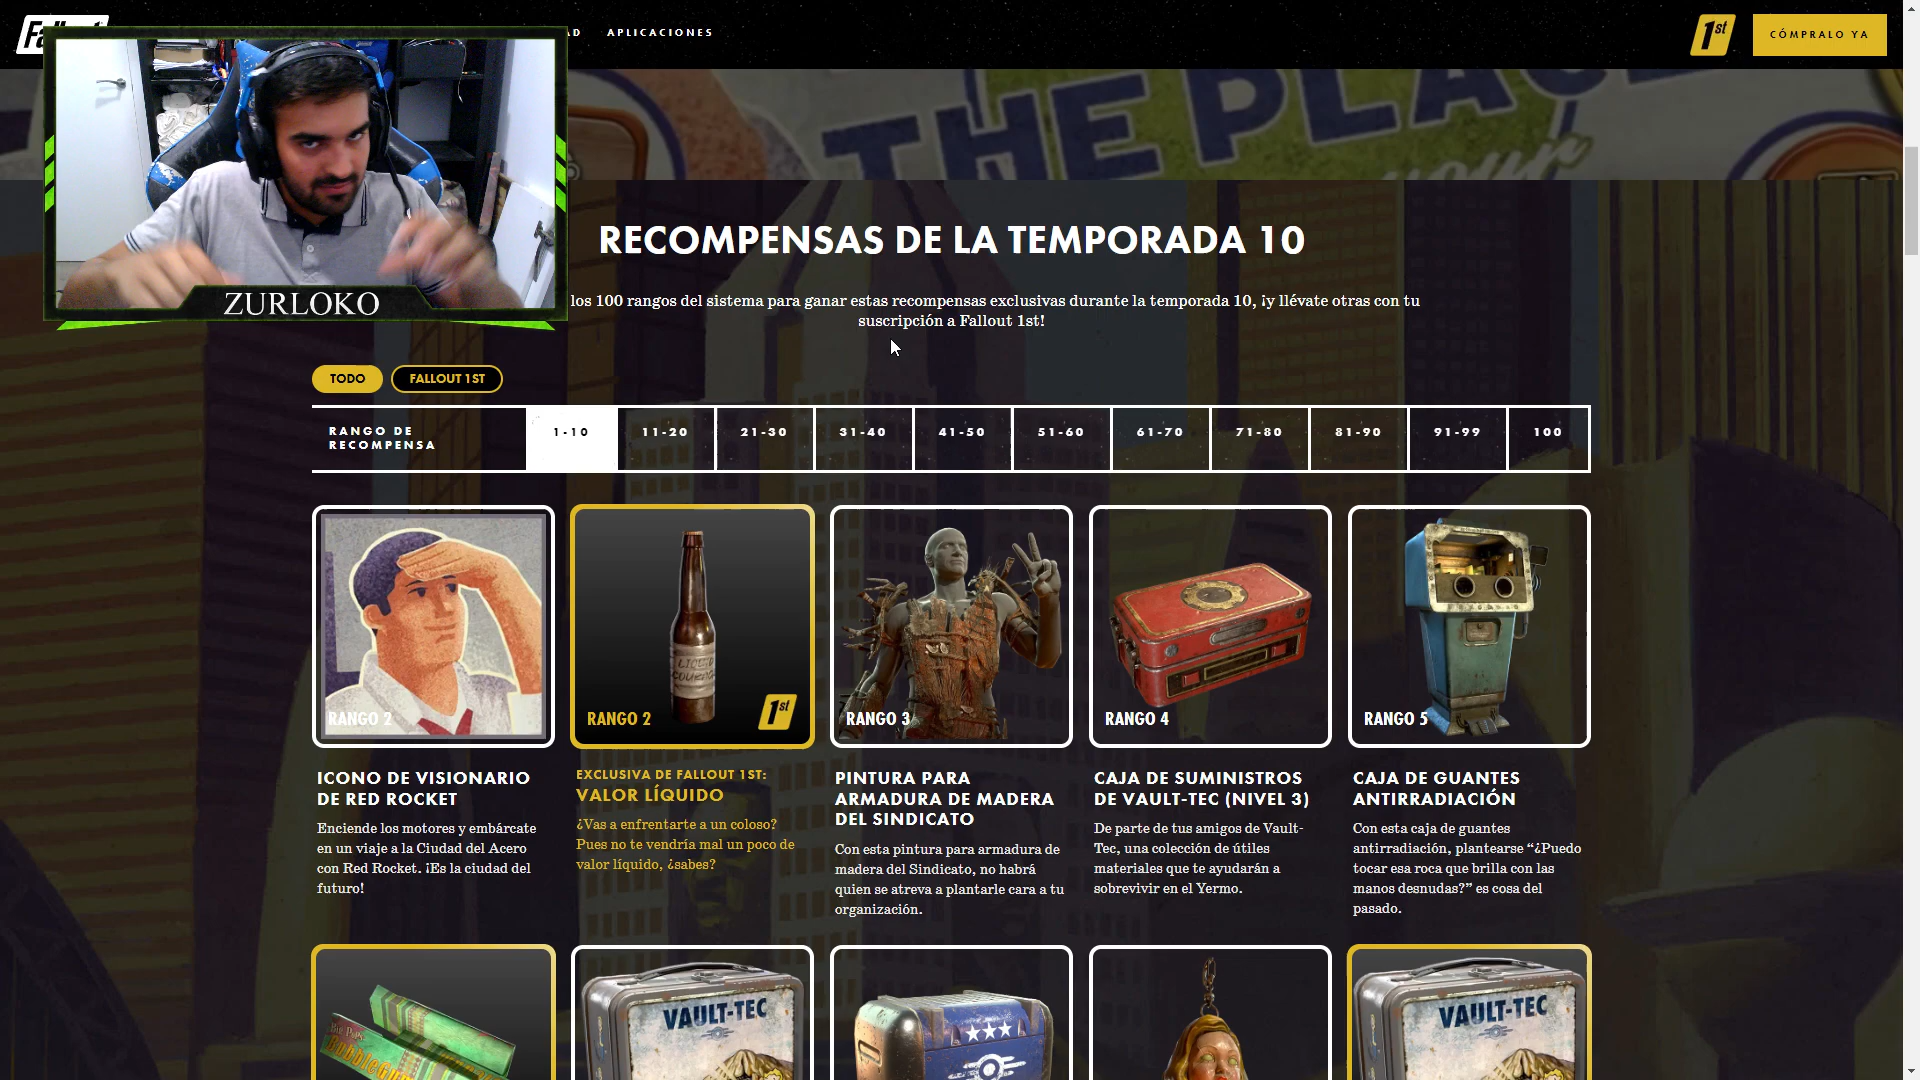 APLICACIONES
1st
CÓMPRALO YA
THE PLACE
your
ZURLOKO
RECOMPENSAS DE LA TEMPORADA 10
los 100 rangos del sistema para ganar estas recompensas exclusivas durante la temporada 10, ¡y llévate otras con tu
suscripción a Fallout 1st!
TODO
FALLOUT 1ST
RANGO DE
RECOMPENSA
1-10
11-20
21-30
31-40
41-50
51-60
61-70
71-80
81-90
91-99
100
RANGO 2
LIQUID
COURAGE
RANGO 2
1st
RANGO 3
RANGO 4
RANGO 5
ICONO DE VISIONARIO
DE RED ROCKET
Enciende los motores y embárcate
en un viaje a la Ciudad del Acero
con Red Rocket. ¡Es la ciudad del
futuro!
EXCLUSIVA DE FALLOUT 1ST:
VALOR LÍQUIDO
¿Vas a enfrentarte a un coloso?
Pues no te vendría mal un poco de
valor líquido, ¿sabes?
PINTURA PARA
ARMADURA DE MADERA
DEL SINDICATO
Con esta pintura para armadura de
madera del Sindicato, no habrá
quien se atreva a plantarle cara a tu
organización.
CAJA DE SUMINISTROS
DE VAULT-TEC (NIVEL 3)
De parte de tus amigos de Vault-
Tec, una colección de útiles
materiales que te ayudarán a
sobrevivir en el Yermo.
CAJA DE GUANTES
ANTIRRADIACIÓN
Con esta caja de guantes
antirradiación, plantearse “¿Puedo
tocar esa roca que brilla con las
manos desnudas?” es cosa del
pasado.
BubbleGum
VAULT-TEC
VAULT-TEC